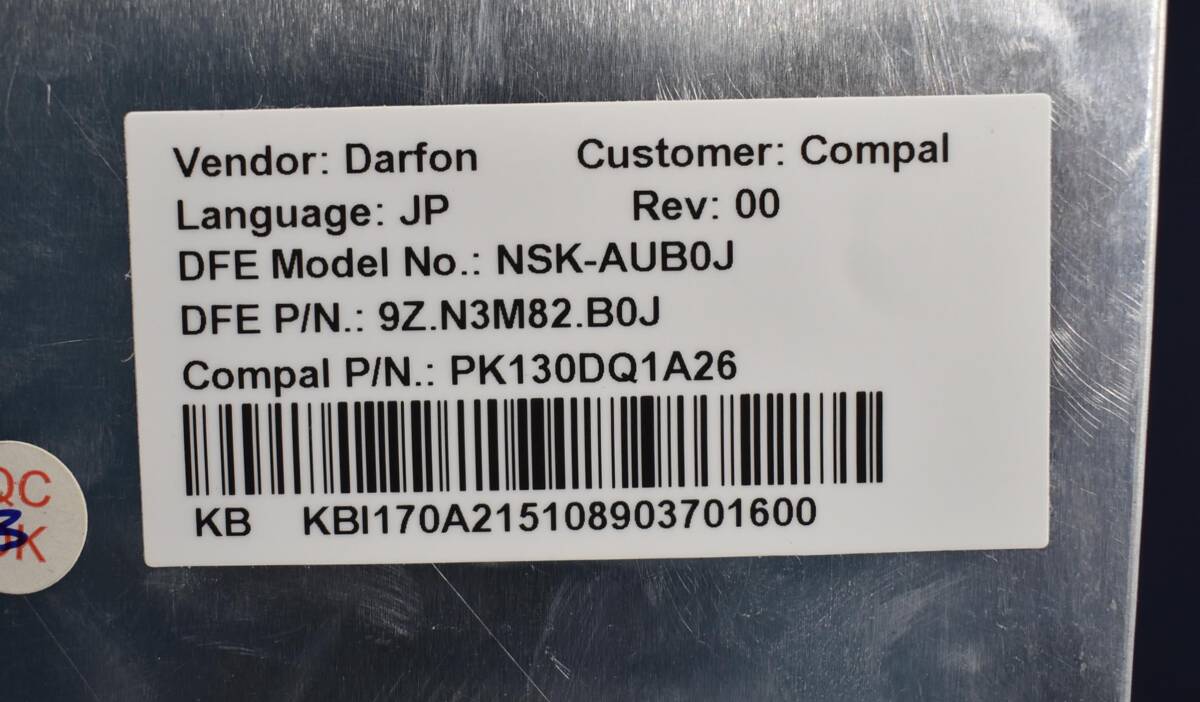 Vendor: Darfon Customer: Compal
Language: JP Rev: 00
DFE Model No.: NSK-AUB0J
DFE P/N.: 9Z.N3M82.B0J
Compal P/N.: PK130DQ1A26
KB KBI170A215108903701600
QC
3